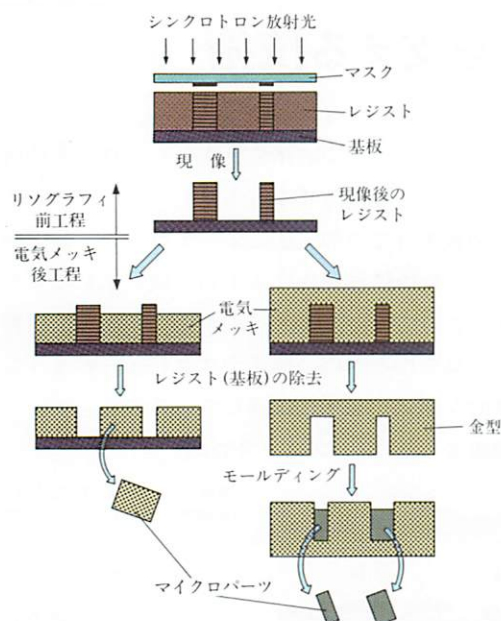 シンクロトロン放射光
マスク
レジスト
基板
現 像
リソグラフィ
前工程
現像後の
レジスト
電気メッキ
後工程
電気
メッキ
レジスト(基板)の除去
金型
モールディング
マイクロパーツ